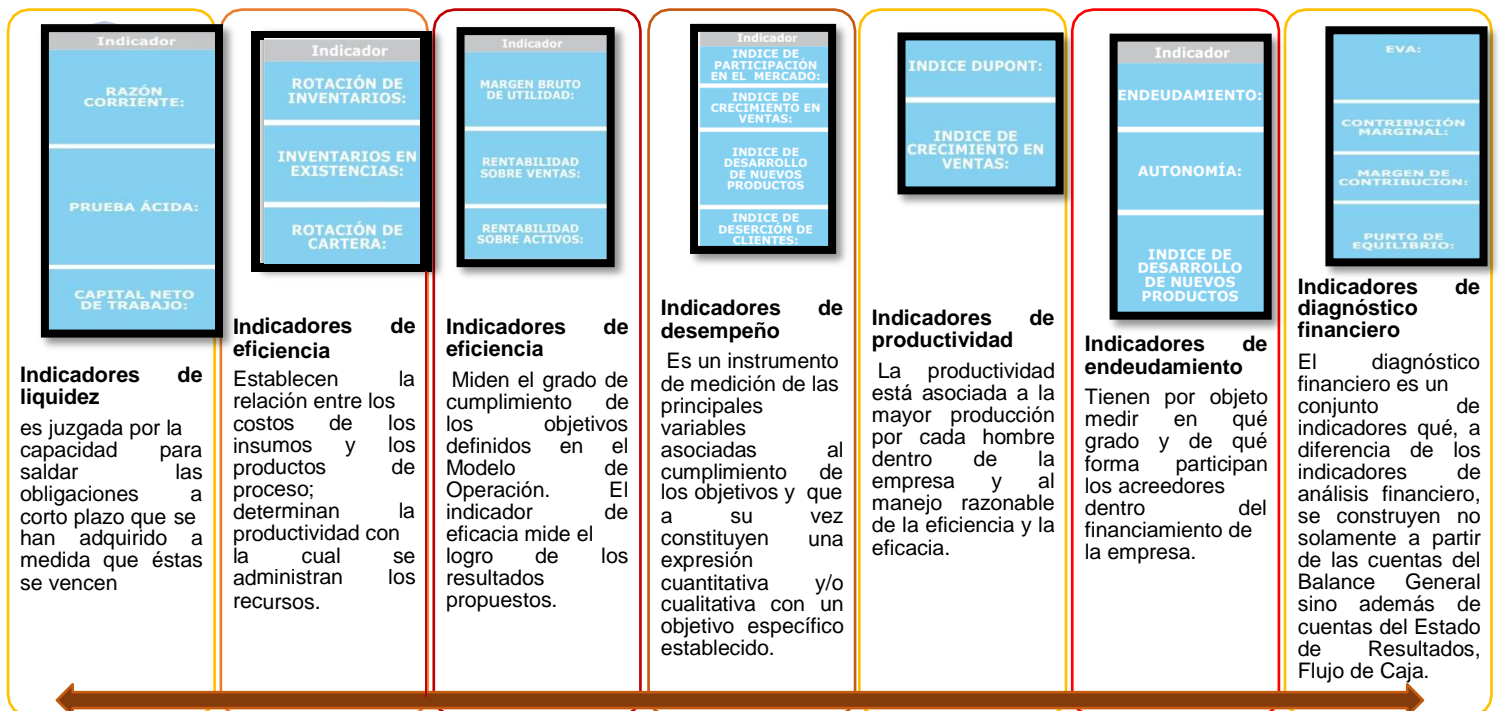 Indicador
RAZÓN
CORRIENTE:
PRUEBA ÁCIDA:
CAPITAL NETO
DE TRABAJO:
Indicadores de
liquidez
es juzgada por la
capacidad para
saldar las
obligaciones a
corto plazo que se
han adquirido a
medida que éstas
se vencen
Indicador
ROTACIÓN DE
INVENTARIOS:
INVENTARIOS EN
EXISTENCIAS:
ROTACIÓN DE
CARTERA:
Indicadores de
eficiencia
Establecen la
relación entre los
costos de los
insumos y los
productos de
proceso;
determinan la
productividad con
la cual se
administran los
recursos.
Indicador
MARGEN BRUTO
DE UTILIDAD:
RENTABILIDAD
SOBRE VENTAS:
RENTABILIDAD
SOBRE ACTIVOS:
Indicadores de
eficiencia
Miden el grado de
cumplimiento de
los objetivos
definidos en el
Modelo de
Operación. El
indicador de
eficacia mide el
logro de los
resultados
propuestos.
Indicador
INDICE DE
PARTICIPACIÓN
EN EL MERCADO:
INDICE DE
CRECIMIENTO EN
VENTAS:
INDICE DE
DESARROLLO
DE NUEVOS
PRODUCTOS
INDICE DE
DESERCIÓN DE
CLIENTES:
Indicadores de
desempeño
Es un instrumento
de medición de las
principales
variables
asociadas al
cumplimiento de
los objetivos y que
a su vez
constituyen una
expresión
cuantitativa y/o
cualitativa con un
objetivo específico
establecido.
INDICE DUPONT:
INDICE DE
CRECIMIENTO EN
VENTAS:
Indicadores de
productividad
La productividad
está asociada a la
mayor producción
por cada hombre
dentro de la
empresa y al
manejo razonable
de la eficiencia y la
eficacia.
Indicador
ENDEUDAMIENTO:
AUTONOMÍA:
INDICE DE
DESARROLLO
DE NUEVOS
PRODUCTOS
Indicadores de
endeudamiento
Tienen por objeto
medir en qué
grado y de qué
forma participan
los acreedores
dentro del
financiamiento de
la empresa.
EVA:
CONTRIBUCIÓN
MARGINAL:
MARGEN DE
CONTRIBUCION:
PUNTO DE
EQUILIBRIO:
Indicadores de
diagnóstico
financiero
El diagnóstico
financiero es un
conjunto de
indicadores qué, a
diferencia de los
indicadores de
análisis financiero,
se construyen no
solamente a partir
de las cuentas del
Balance General
sino además de
cuentas del Estado
de Resultados,
Flujo de Caja.